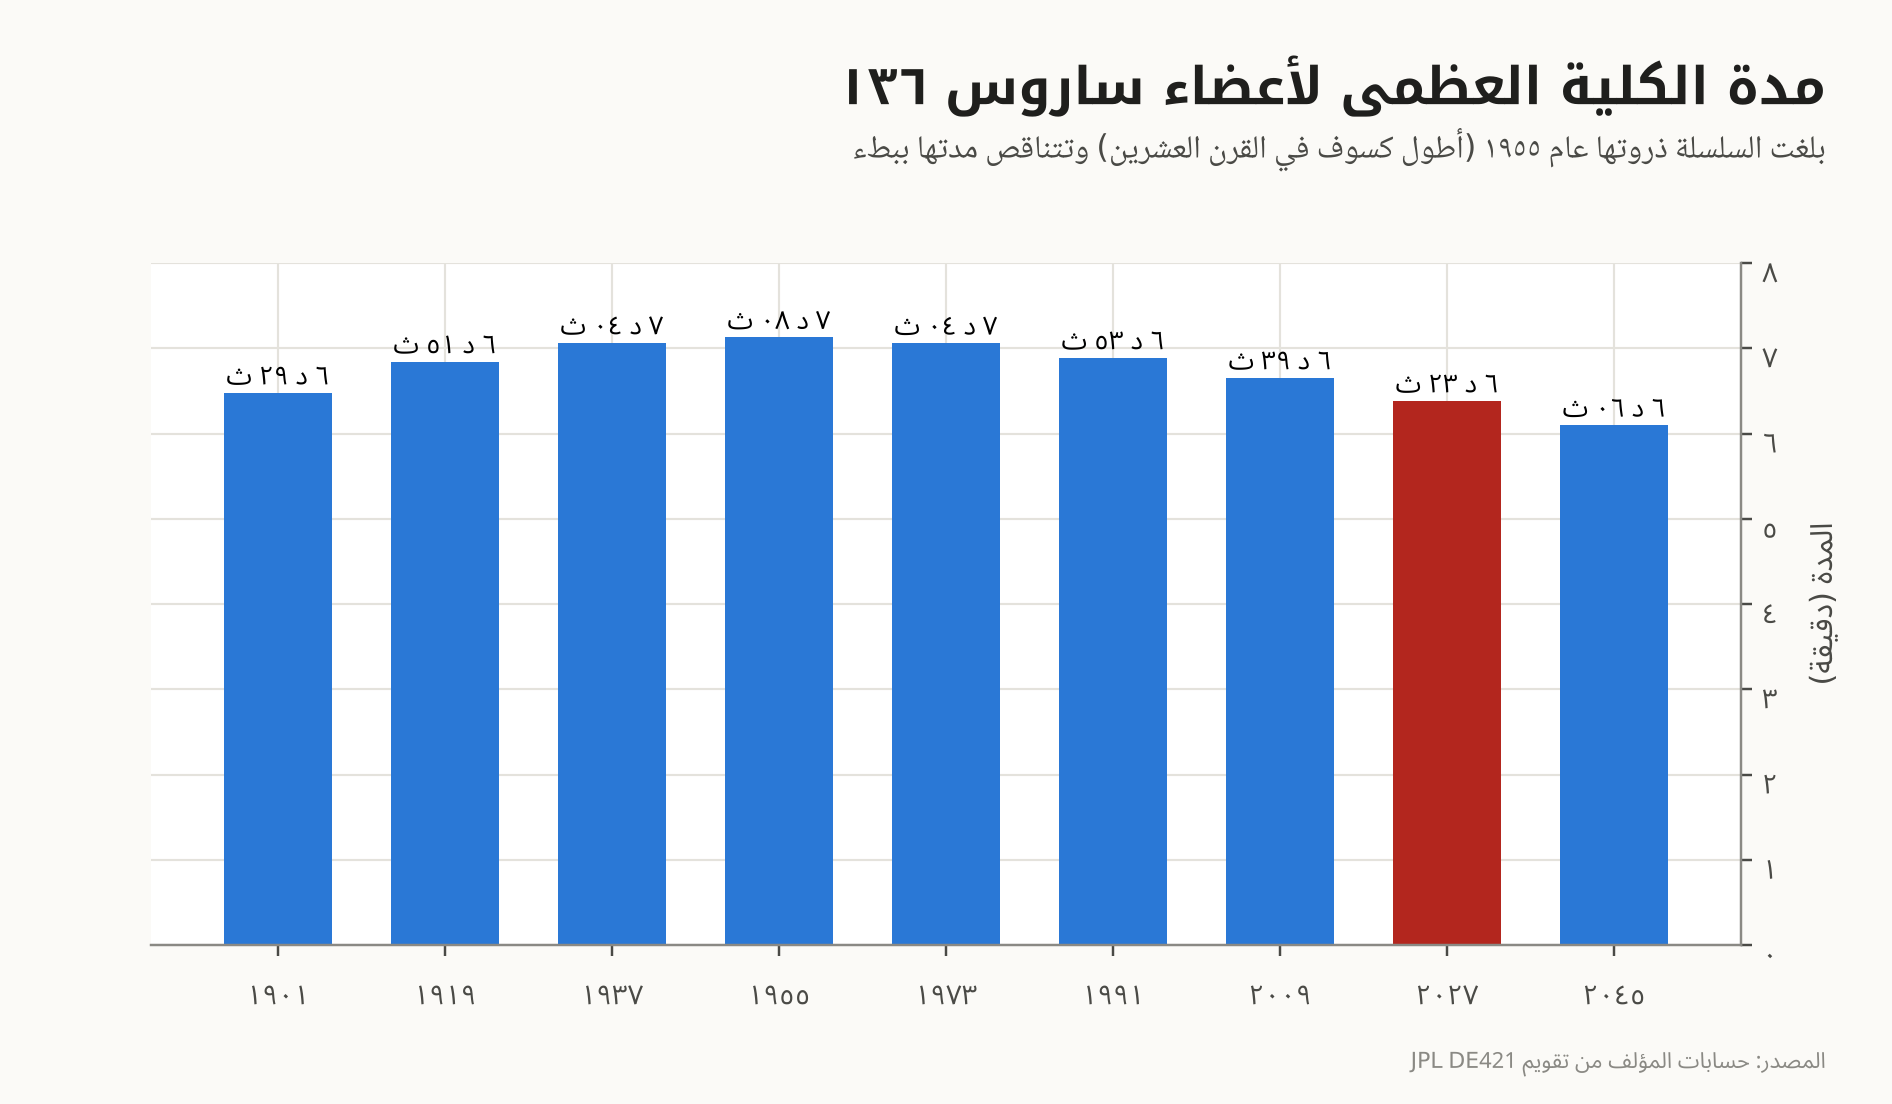 مدة الكلية العظمى لأعضاء ساروس ١٣٦
بلغت السلسلة ذروتها عام ١٩٥٥ (أطول كسوف في القرن العشرين) وتتناقص مدتها ببطء
٨
٧
٦
٥
٤
٣
٢
١
٠
المدة (دقيقة)
٦ د ٢٩ ث
٦ د ٥١ ث
٧ د ٠٤ ث
٧ د ٠٨ ث
٧ د ٠٤ ث
٦ د ٥٣ ث
٦ د ٣٩ ث
٦ د ٢٣ ث
٦ د ٠٦ ث
١٩٠١
١٩١٩
١٩٣٧
١٩٥٥
١٩٧٣
١٩٩١
٢٠٠٩
٢٠٢٧
٢٠٤٥
المصدر: حسابات المؤلف من تقويم JPL DE421